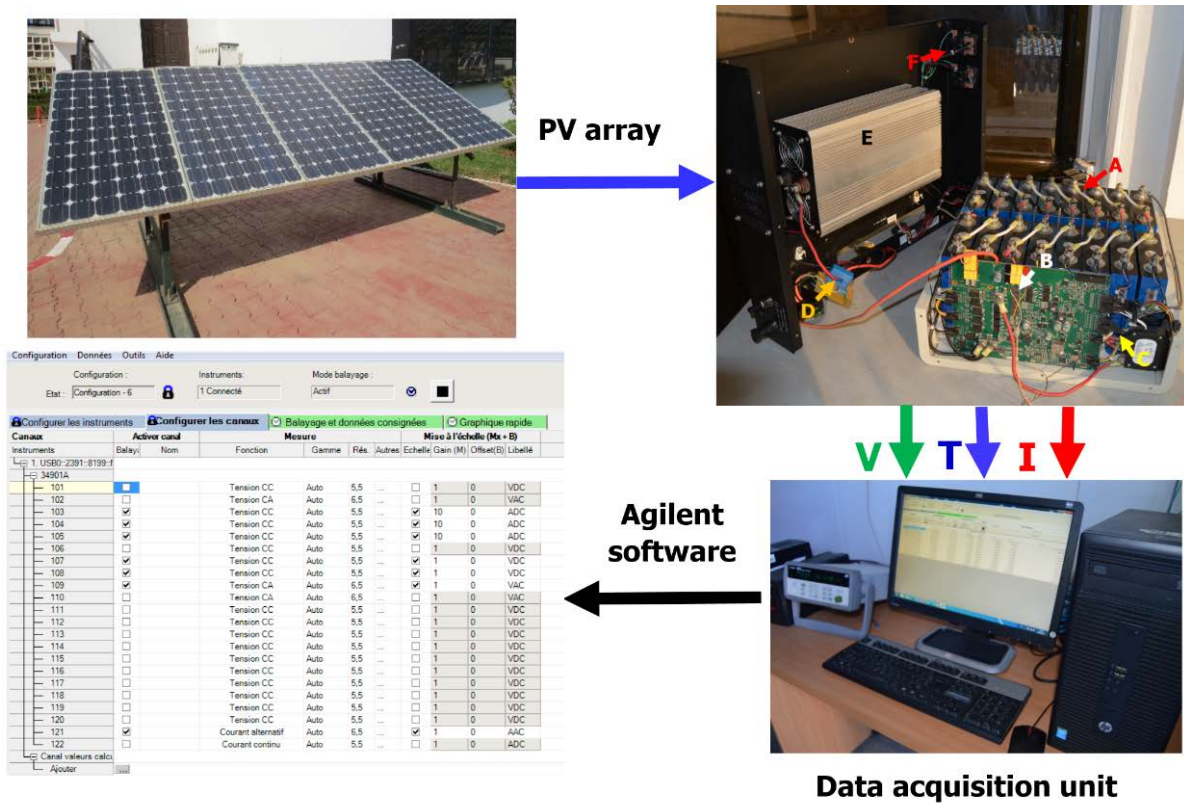 PV array
F
E
A
B
D
C
Configuration Données Outils Aide
Configuration : Instruments: Mode balayage :
Etat : Configuration - 6 1 Connecté Actif
Configurer les instruments Configurer les canaux Balayage et données consignées Graphique rapide
Canaux Activer canal Mesure Mise à l'échelle (Mx + B)
Instruments Balaya Nom Fonction Gamme Rés. Autres Echelle Gain (M) Offset(B) Libellé
1. USB0::2391::8199::
34901A
101 Tension CC Auto 5,5 ... 1 0 VDC
102 Tension CA Auto 6,5 ... 1 0 VAC
103 Tension CC Auto 5,5 ... 10 0 ADC
104 Tension CC Auto 5,5 ... 10 0 ADC
105 Tension CC Auto 5,5 ... 10 0 ADC
106 Tension CC Auto 5,5 ... 1 0 VDC
107 Tension CC Auto 5,5 ... 1 0 VDC
108 Tension CC Auto 5,5 ... 1 0 VDC
109 Tension CA Auto 6,5 ... 1 0 VAC
110 Tension CA Auto 6,5 ... 1 0 VAC
111 Tension CC Auto 5,5 ... 1 0 VDC
112 Tension CC Auto 5,5 ... 1 0 VDC
113 Tension CC Auto 5,5 ... 1 0 VDC
114 Tension CC Auto 5,5 ... 1 0 VDC
115 Tension CC Auto 5,5 ... 1 0 VDC
116 Tension CC Auto 5,5 ... 1 0 VDC
117 Tension CC Auto 5,5 ... 1 0 VDC
118 Tension CC Auto 5,5 ... 1 0 VDC
119 Tension CC Auto 5,5 ... 1 0 VDC
120 Tension CC Auto 5,5 ... 1 0 VDC
121 Courant alternatif Auto 6,5 ... 1 0 AAC
122 Courant continu Auto 5,5 ... 1 0 ADC
Canal valeurs calcu
Ajouter ...
V T I
Agilent
software
hp
Data acquisition unit